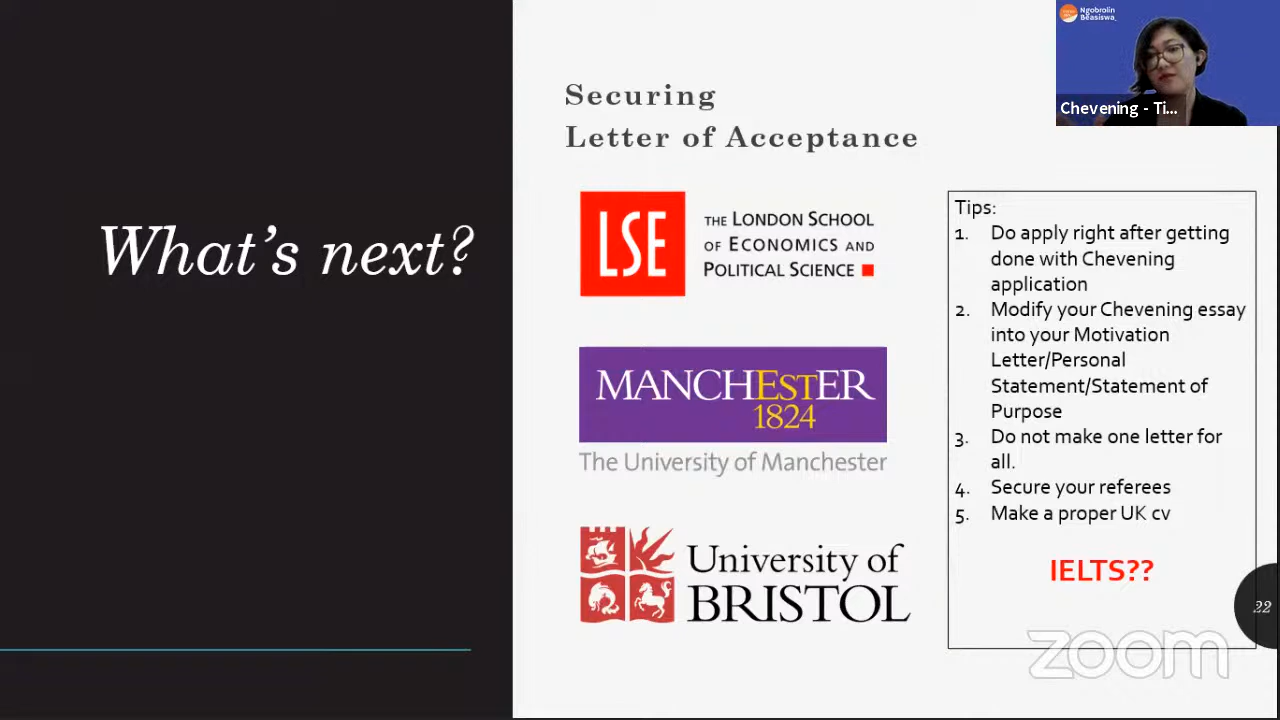 What's next?
Securing
Letter of Acceptance
LSE
THE LONDON SCHOOL
OF ECONOMICS AND
POLITICAL SCIENCE
MANCHESTER
1824
The University of Manchester
University of
BRISTOL
Ngobrolin
Beasiswa
Chevening - Ti...
Tips:
1. Do apply right after getting
done with Chevening
application
2. Modify your Chevening essay
into your Motivation
Letter/Personal
Statement/Statement of
Purpose
3. Do not make one letter for
all.
4. Secure your referees
5. Make a proper UK cv
IELTS??
22
zoom